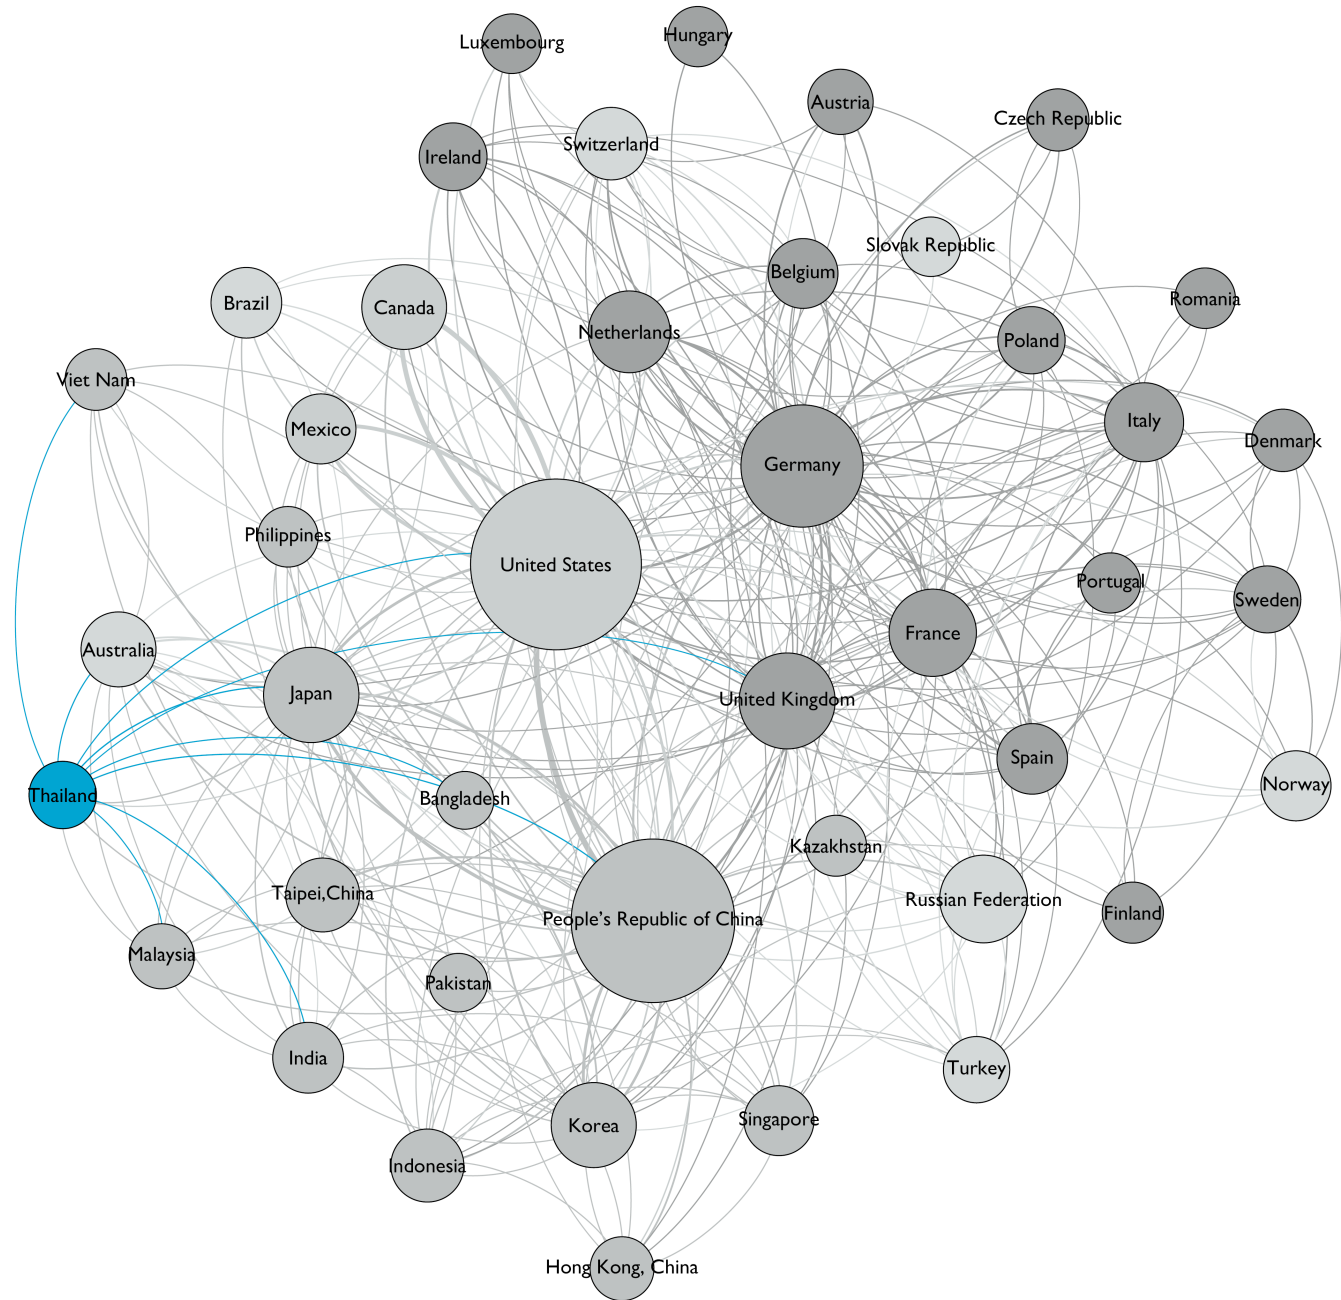 Luxembourg
Hungary
Austria
Czech Republic
Switzerland
Ireland
Slovak Republic
Belgium
Romania
Brazil
Canada
Netherlands
Poland
Viet Nam
Mexico
Italy
Denmark
Germany
Philippines
United States
Portugal
Sweden
France
Australia
Japan
United Kingdom
Spain
Norway
Thailand
Bangladesh
Kazakhstan
Taipei,China
Russian Federation
People's Republic of China
Finland
Malaysia
Pakistan
India
Turkey
Singapore
Korea
Indonesia
Hong Kong, China